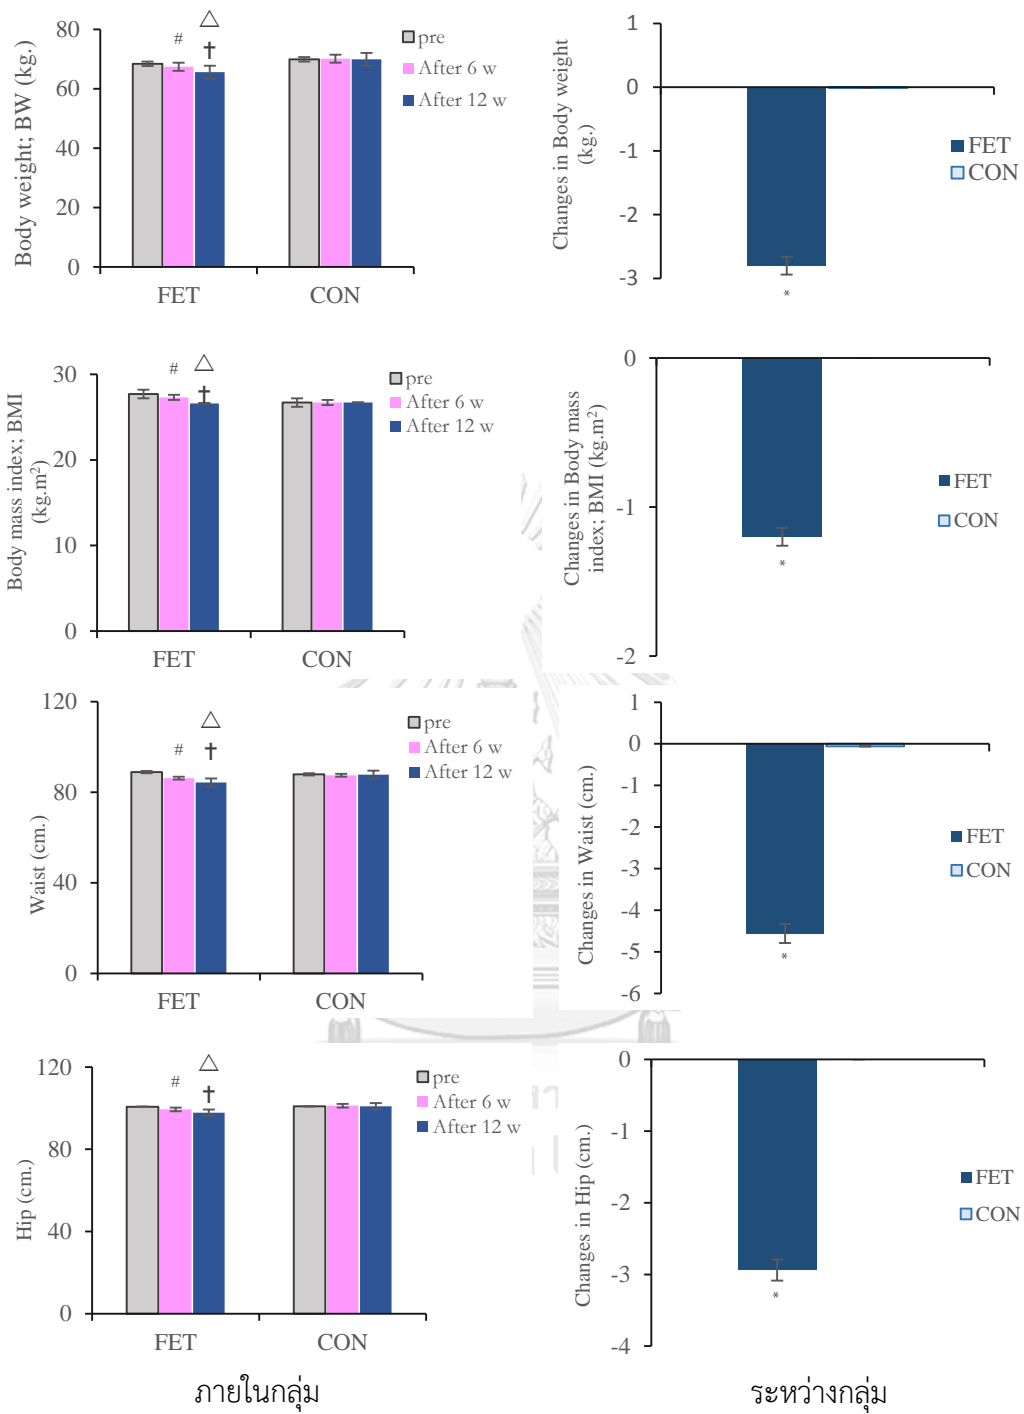 Body weight; BW (kg.)
80
60
40
20
0
#
△
†
FET
CON
pre
After 6 w
After 12 w
Changes in Body weight
(kg.)
1
0
-1
-2
-3
*
FET
CON
Body mass index; BMI
(kg.m²)
30
20
10
0
#
△
†
FET
CON
pre
After 6 w
After 12 w
Changes in Body mass
index; BMI (kg.m²)
0
-1
-2
*
FET
CON
Waist (cm.)
120
80
40
0
#
△
†
FET
CON
pre
After 6 w
After 12 w
Changes in Waist (cm.)
1
0
-1
-2
-3
-4
-5
-6
*
FET
CON
Hip (cm.)
120
80
40
0
#
△
†
FET
CON
pre
After 6 w
After 12 w
Changes in Hip (cm.)
0
-1
-2
-3
-4
*
FET
CON
ภายในกลุ่ม
ระหว่างกลุ่ม